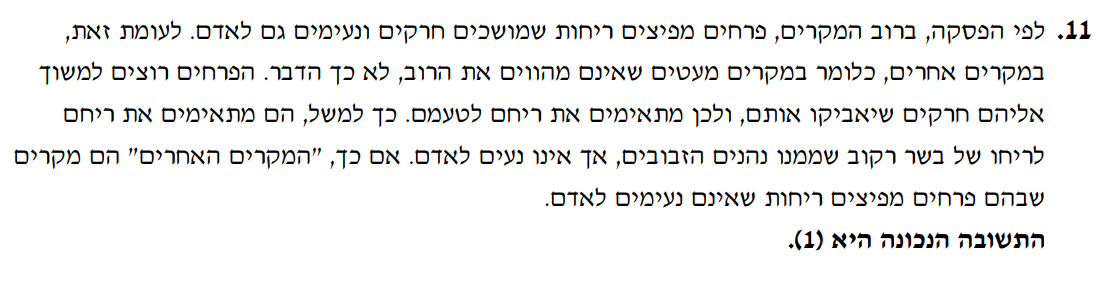 11. לפי הפסקה, ברוב המקרים, פרחים מפיצים ריחות שמושכים חרקים ונעימים גם לאדם. לעומת זאת,
במקרים אחרים, כלומר במקרים מעטים שאינם מהווים את הרוב, לא כך הדבר. הפרחים רוצים למשוך
אליהם חרקים שיאביקו אותם, ולכן מתאימים את ריחם לטעמם. כך למשל, הם מתאימים את ריחם
לריחו של בשר רקוב שממנו נהנים הזבובים, אך אינו נעים לאדם. אם כך, "המקרים האחרים" הם מקרים
שבהם פרחים מפיצים ריחות שאינם נעימים לאדם.
התשובה הנכונה היא (1).